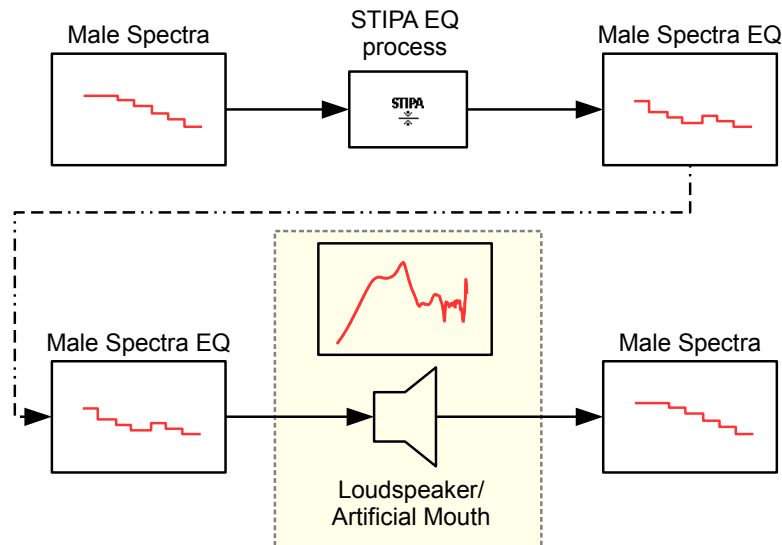 Male Spectra
STIPA EQ
process
Male Spectra EQ
STIPA
Male Spectra EQ
Male Spectra
Loudspeaker/
Artificial Mouth